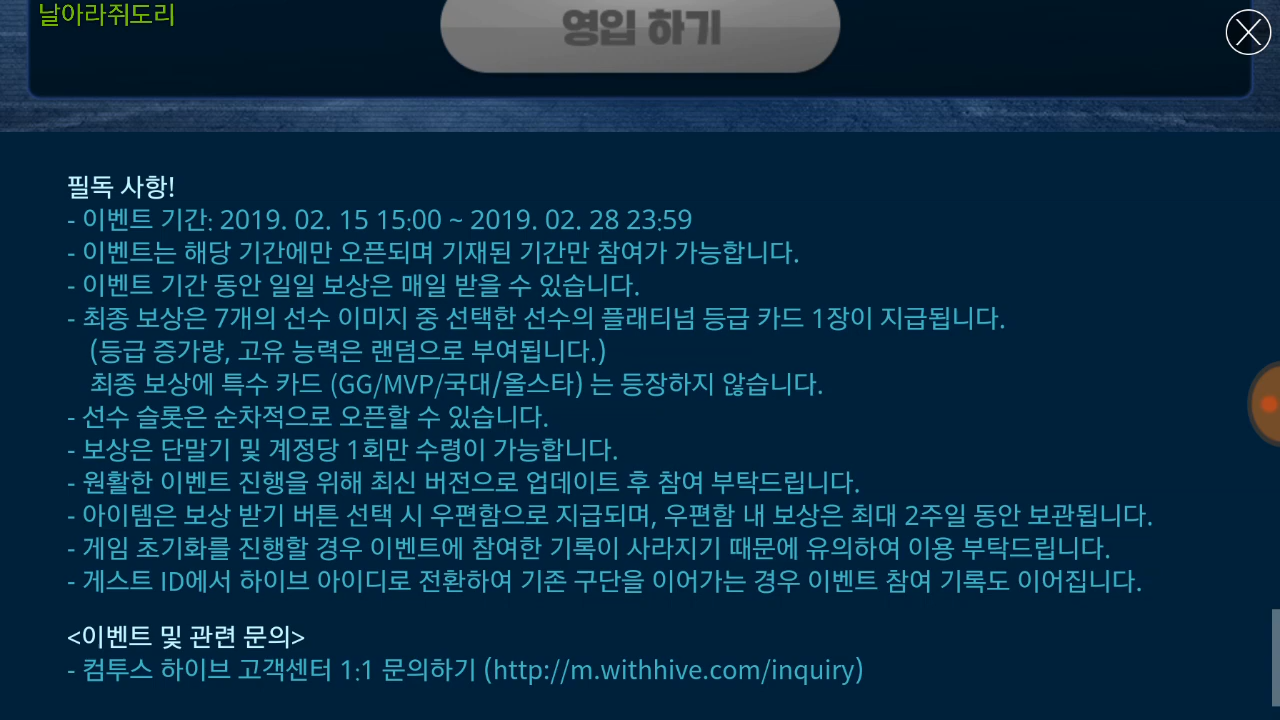 날아라쥐도리
영입 하기
필독 사항!
- 이벤트 기간: 2019. 02. 15 15:00 ~ 2019. 02. 28 23:59
- 이벤트는 해당 기간에만 오픈되며 기재된 기간만 참여가 가능합니다.
- 이벤트 기간 동안 일일 보상은 매일 받을 수 있습니다.
- 최종 보상은 7개의 선수 이미지 중 선택한 선수의 플래티넘 등급 카드 1장이 지급됩니다.
(등급 증가량, 고유 능력은 랜덤으로 부여됩니다.)
최종 보상에 특수 카드 (GG/MVP/국대/올스타) 는 등장하지 않습니다.
- 선수 슬롯은 순차적으로 오픈할 수 있습니다.
- 보상은 단말기 및 계정당 1회만 수령이 가능합니다.
- 원활한 이벤트 진행을 위해 최신 버전으로 업데이트 후 참여 부탁드립니다.
- 아이템은 보상 받기 버튼 선택 시 우편함으로 지급되며, 우편함 내 보상은 최대 2주일 동안 보관됩니다.
- 게임 초기화를 진행할 경우 이벤트에 참여한 기록이 사라지기 때문에 유의하여 이용 부탁드립니다.
- 게스트 ID에서 하이브 아이디로 전환하여 기존 구단을 이어가는 경우 이벤트 참여 기록도 이어집니다.
<이벤트 및 관련 문의>
- 컴투스 하이브 고객센터 1:1 문의하기 (http://m.withhive.com/inquiry)